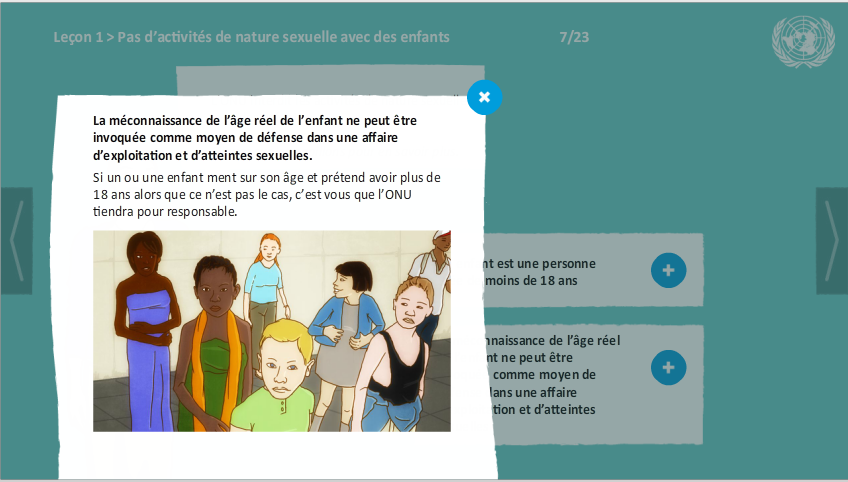 Leçon 1 > Pas d’activités de nature sexuelle avec des enfants
7/23
La méconnaissance de l’âge réel de l’enfant ne peut être
invoquée comme moyen de défense dans une affaire
d’exploitation et d’atteintes sexuelles.
Si un ou une enfant ment sur son âge et prétend avoir plus de
18 ans alors que ce n’est pas le cas, c’est vous que l’ONU
tiendra pour responsable.
nt est une personne
moins de 18 ans
nnaissance de l’âge réel
ant ne peut être
comme moyen de
dans une affaire
tion et d’atteintes